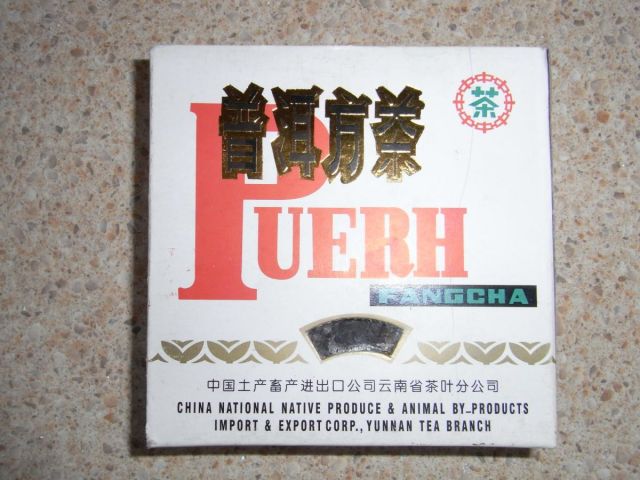 普洱方茶
茶
PUERH
FANGCHA
中国土产畜产进出口公司云南省茶叶分公司
CHINA NATIONAL NATIVE PRODUCE & ANIMAL BY-PRODUCTS
IMPORT & EXPORT CORP., YUNNAN TEA BRANCH